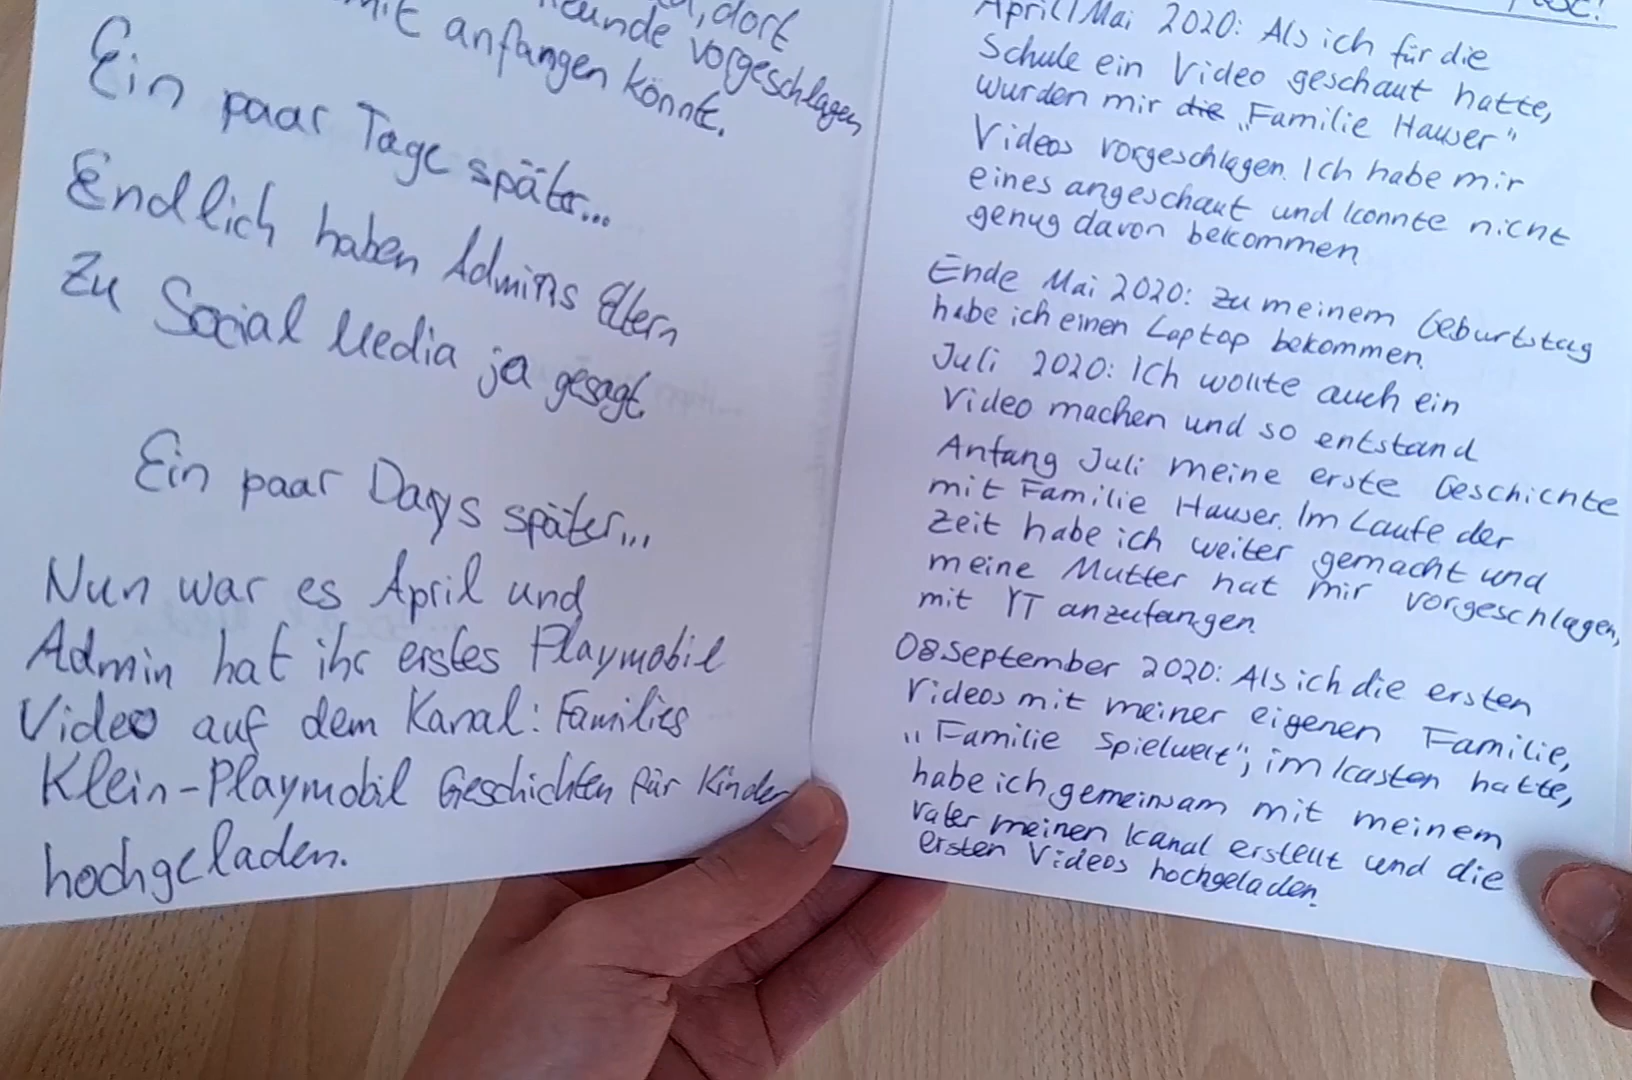 dort
Freunde vorgeschlagen
mit anfangen könnt.
Ein paar Tage später...
Endlich haben Admins Eltern
zu Social Media ja gesagt.
Ein paar Days später...
Nun war es April und
Admin hat ihr erstes Playmobil
Video auf dem Kanal: Families
Klein-Playmobil Geschichten für Kinder
hochgeladen.
April/Mai 2020: Als ich für die
Schule ein Video geschaut hatte,
wurden mir die „Familie Hauser"
Videos vorgeschlagen. Ich habe mir
eines angeschaut und konnte nicht
genug davon bekommen.
Ende Mai 2020: Zu meinem Geburtstag
habe ich einen Laptop bekommen.
Juli 2020: Ich wollte auch ein
Video machen und so entstand
Anfang Juli meine erste Geschichte
mit Familie Hauser. Im Laufe der
Zeit habe ich weiter gemacht und
meine Mutter hat mir vorgeschlagen,
mit YT anzufangen.
08 September 2020: Als ich die ersten
Videos mit meiner eigenen Familie,
„Familie Spielwelt", im Kasten hatte,
habe ich gemeinsam mit meinem
Vater meinen Kanal erstellt und die
ersten Videos hochgeladen.